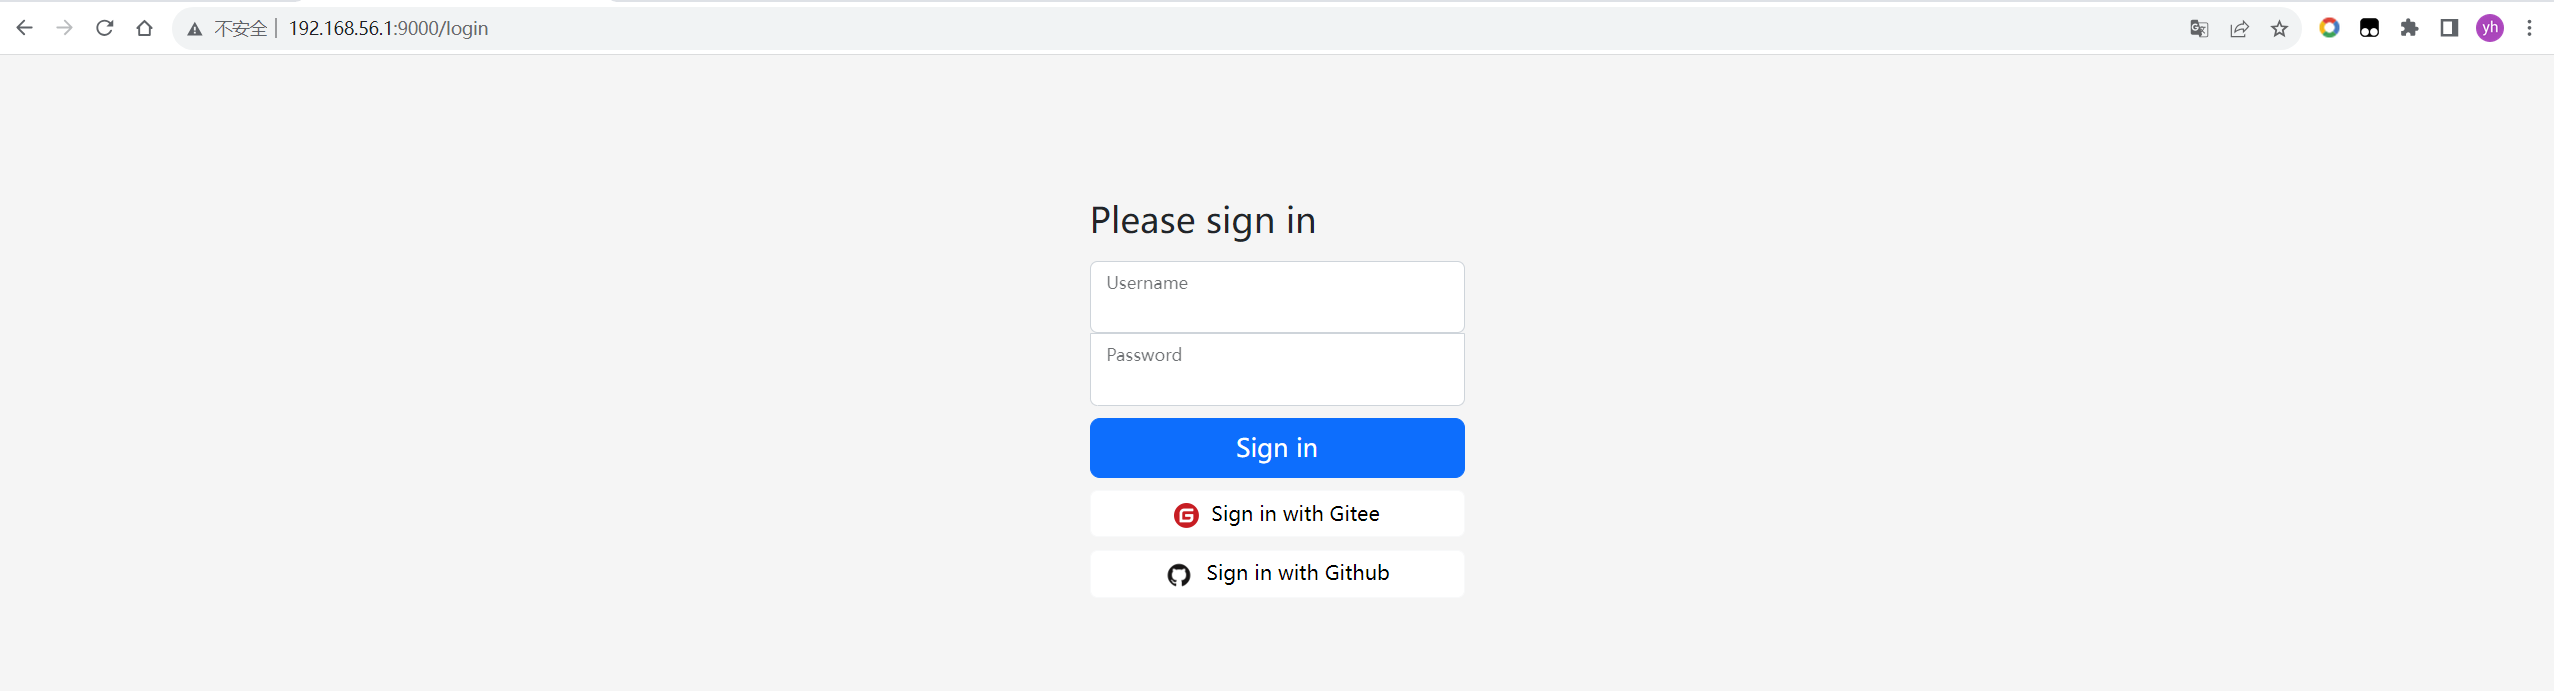 不安全 192.168.56.1:9000/login
yh
Please sign in
Username
Password
Sign in
Sign in with Gitee
Sign in with Github